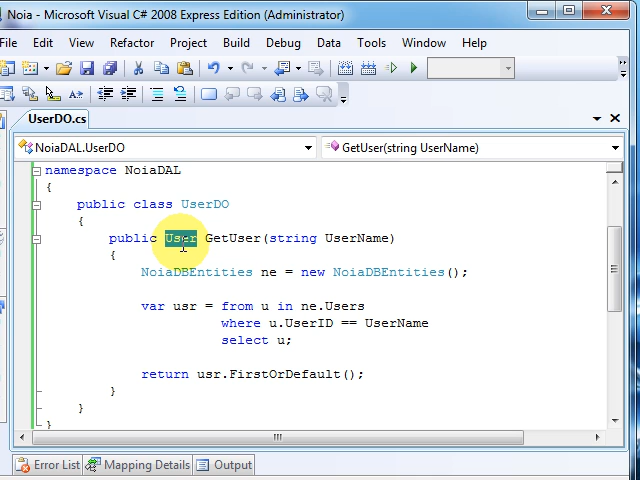 Noia - Microsoft Visual C# 2008 Express Edition (Administrator)
File Edit View Refactor Project Build Debug Data Tools Window Help
UserDO.cs
NoiaDAL.UserDO GetUser(string UserName)
namespace NoiaDAL
{
public class UserDO
{
public User GetUser(string UserName)
{
NoiaDBEntities ne = new NoiaDBEntities();
var usr = from u in ne.Users
where u.UserID == UserName
select u;
return usr.FirstOrDefault();
}
}
}
Error List Mapping Details Output